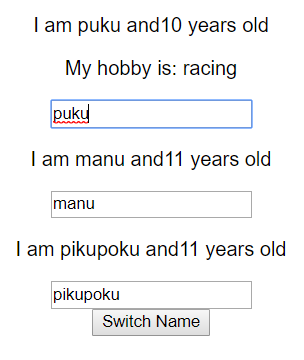 I am puku and10 years old
My hobby is: racing
puku
I am manu and11 years old
manu
I am pikupoku and11 years old
pikupoku
Switch Name